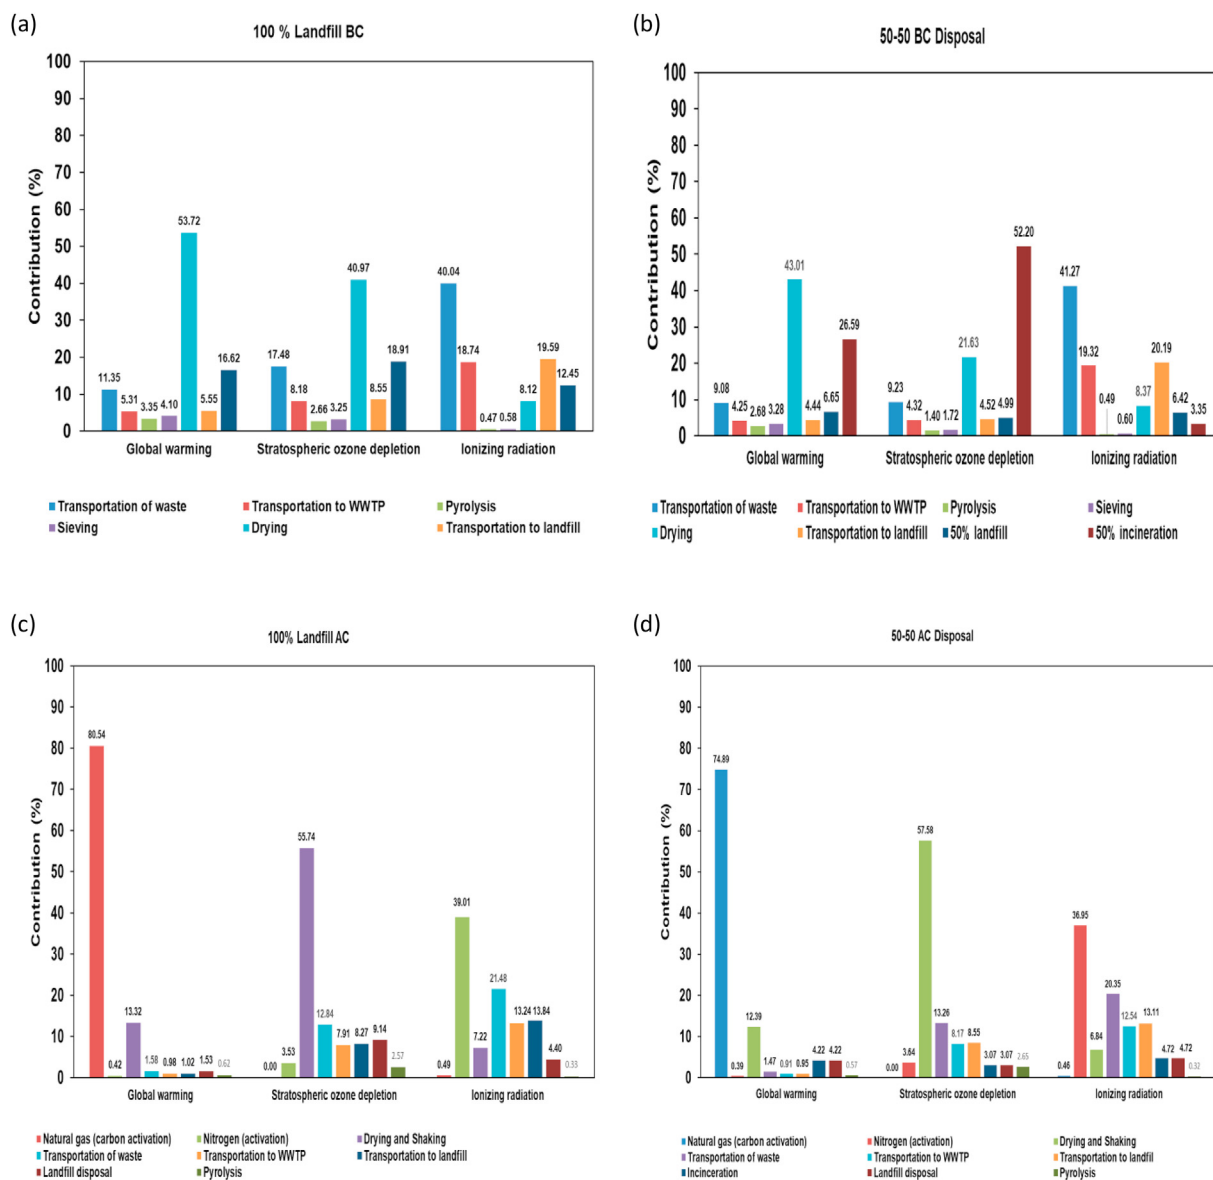 (a)
100 % Landfill BC
Contribution (%)
100
90
80
70
60
50
40
30
20
10
0
11.35 5.31 3.35 4.10 53.72 5.55 16.62
17.48 8.18 2.66 3.25 40.97 8.55 18.91
40.04 18.74 0.47 0.58 8.12 19.59 12.45
Global warming Stratospheric ozone depletion Ionizing radiation
Transportation of waste Transportation to WWTP Pyrolysis
Sieving Drying Transportation to landfill
(b)
50-50 BC Disposal
Contribution (%)
100
90
80
70
60
50
40
30
20
10
0
9.08 4.25 2.68 3.28 43.01 4.44 6.65 26.59
9.23 4.32 1.40 1.72 21.63 4.52 4.99 52.20
41.27 19.32 0.49 0.60 8.37 20.19 6.42 3.35
Global warming Stratospheric ozone depletion Ionizing radiation
Transportation of waste Transportation to WWTP Pyrolysis Sieving
Drying Transportation to landfill 50% landfill 50% incineration
(c)
100% Landfill AC
Contribution (%)
100
90
80
70
60
50
40
30
20
10
0
80.54 0.42 13.32 1.58 0.98 1.02 1.53 0.62
0.00 3.53 55.74 12.84 7.91 8.27 9.14 2.57
0.49 39.01 7.22 21.48 13.24 13.84 4.40 0.33
Global warming Stratospheric ozone depletion Ionizing radiation
Natural gas (carbon activation) Nitrogen (activation) Drying and Shaking
Transportation of waste Transportation to WWTP Transportation to landfill
Landfill disposal Pyrolysis
(d)
50-50 AC Disposal
Contribution (%)
100
90
80
70
60
50
40
30
20
10
0
74.89 0.39 12.39 1.47 0.91 0.95 4.22 4.22 0.57
0.00 3.64 57.58 13.26 8.17 8.55 3.07 3.07 2.65
0.46 36.95 6.84 20.35 12.54 13.11 4.72 4.72 0.32
Global warming Stratospheric ozone depletion Ionizing radiation
Natural gas (carbon activation) Nitrogen (activation) Drying and Shaking
Transportation of waste Transportation to WWTP Transportation to landfil
Incineration Landfill disposal Pyrolysis